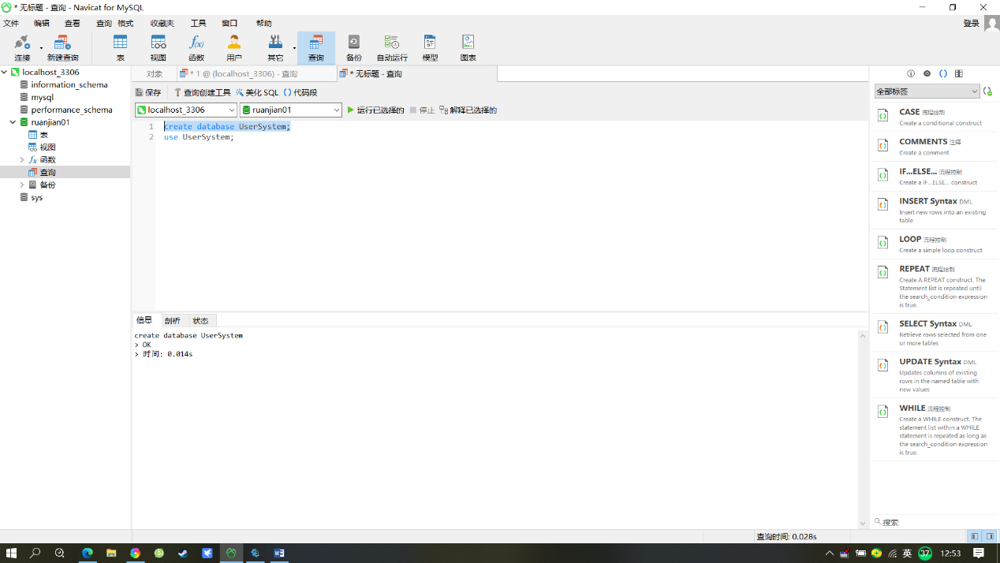 * 无标题 - 查询 - Navicat for MySQL
文件 编辑 查看 查询 格式 收藏夹 工具 窗口 帮助
登录
连接 新建查询 表 视图 函数 用户 其它 查询 备份 自动运行 模型 图表
localhost_3306
information_schema
mysql
performance_schema
ruanjian01
表
视图
函数
查询
备份
sys
对象 * 1 @ (localhost_3306) - 查询 * 无标题 - 查询
保存 查询创建工具 美化 SQL 代码段
localhost_3306 ruanjian01 运行已选择的 停止 解释已选择的
1 create database UserSystem;
2 use UserSystem;
信息 剖析 状态
create database UserSystem
> OK
> 时间: 0.014s
全部标签
CASE 流程控制
Create a conditional construct
COMMENTS 注释
Create a comment
IF...ELSE... 流程控制
Create a IF...ELSE... construct
INSERT Syntax DML
Insert new rows into an existing
table
LOOP 流程控制
Create a simple loop construct
REPEAT 流程控制
Create A REPEAT construct. The
Statement list is repeated until
the search_condition expression
is true.
SELECT Syntax DML
Retrieve rows selected from one
or more tables
UPDATE Syntax DML
Updates columns of existing
rows in the named table with
new values
WHILE 流程控制
Create a WHILE construct. The
statement list within a WHILE
statement is repeated as long as
the search_condition expression
is true.
搜索
查询时间: 0.028s
英 37 12:53